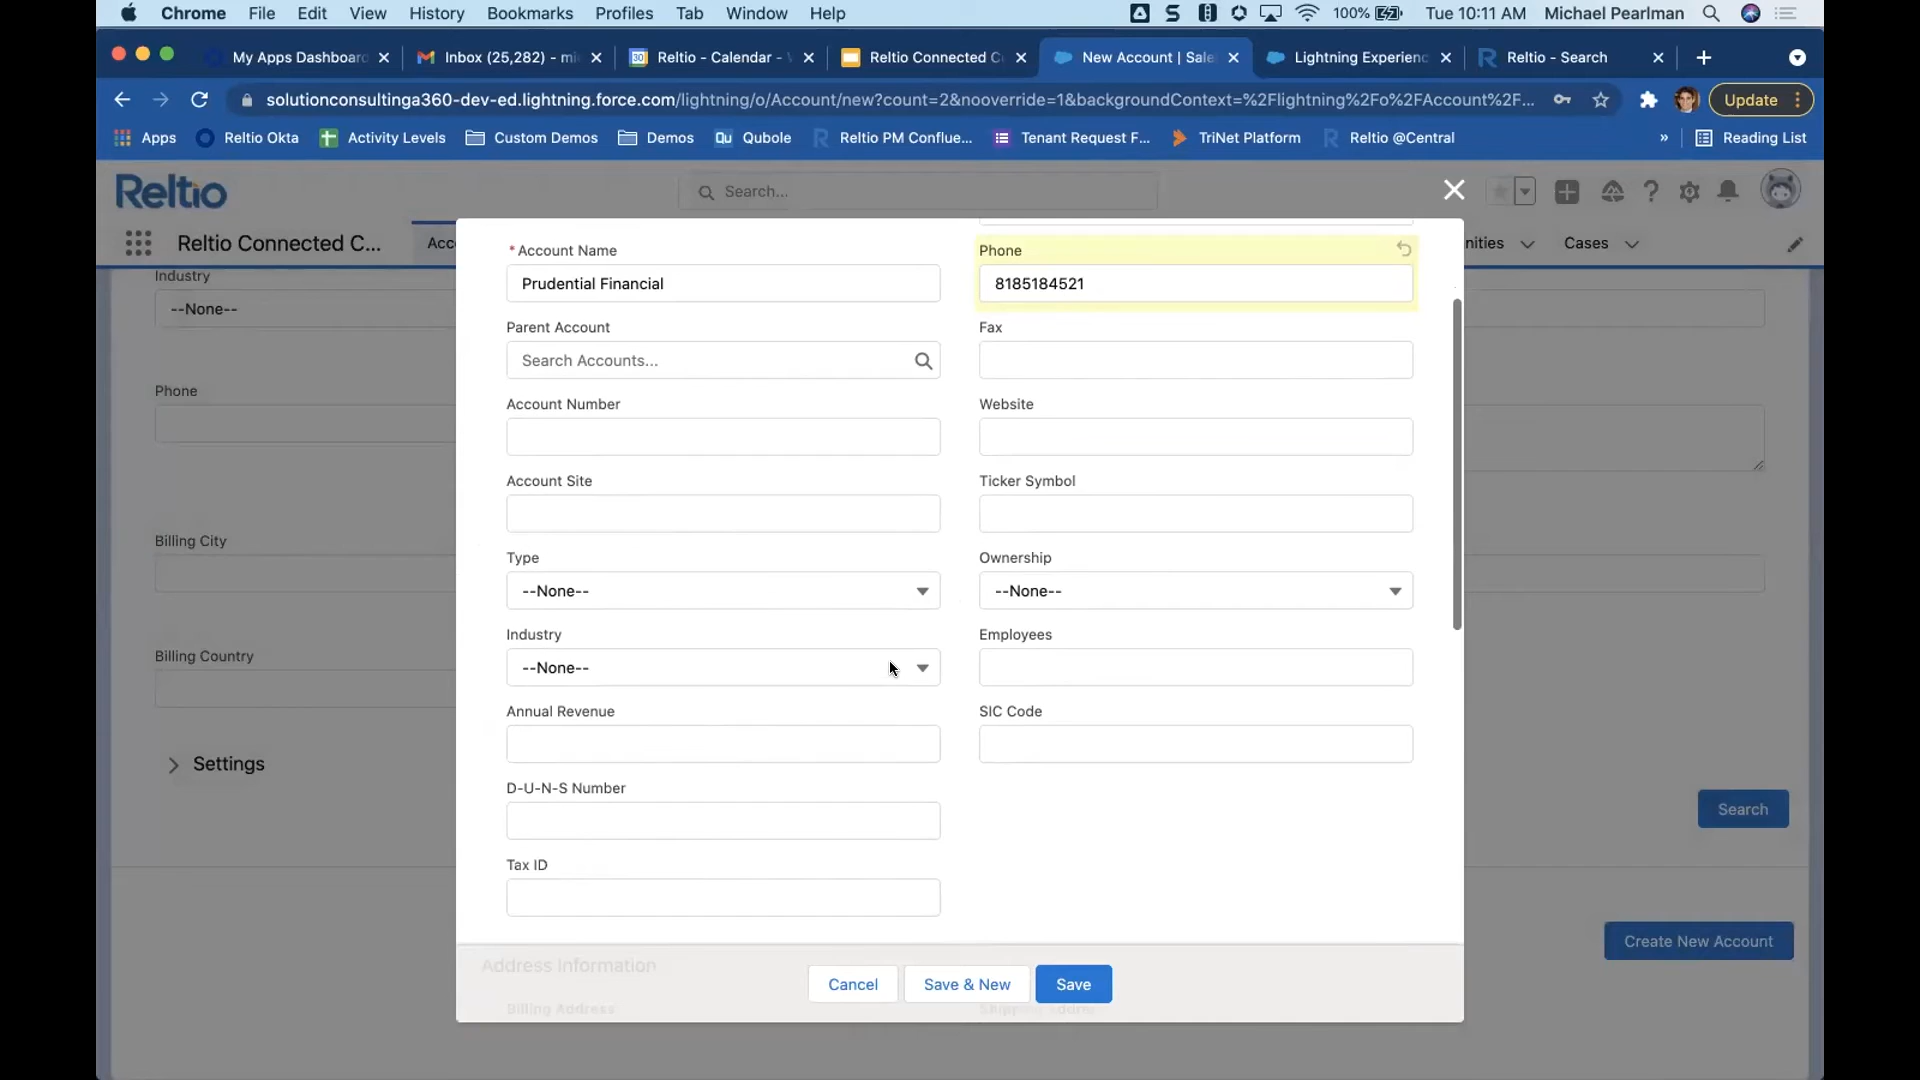 Chrome File Edit View History Bookmarks Profiles Tab Window Help 100% Tue 10:11 AM Michael Pearlman
My Apps Dashboard Inbox (25,282) - mi Reltio - Calendar - Reltio Connected C New Account | Sale Lightning Experienc Reltio - Search
solutionconsultinga360-dev-ed.lightning.force.com/lightning/o/Account/new?count=2&nooverride=1&backgroundContext=%2Flightning%2Fo%2FAccount%2F... Update
Apps Reltio Okta Activity Levels Custom Demos Demos Qu Qubole Reltio PM Conflue... Tenant Request F... TriNet Platform Reltio @Central » Reading List
Reltio Search...
Reltio Connected C... Acc nities Cases
Industry
--None--
Phone
Billing City
Billing Country
Settings
Search
Create New Account
*Account Name
Prudential Financial
Phone
8185184521
Parent Account
Search Accounts...
Fax
Account Number
Website
Account Site
Ticker Symbol
Type
--None--
Ownership
--None--
Industry
--None--
Employees
Annual Revenue
SIC Code
D-U-N-S Number
Tax ID
Address Information
Billing Address
Cancel Save & New Save